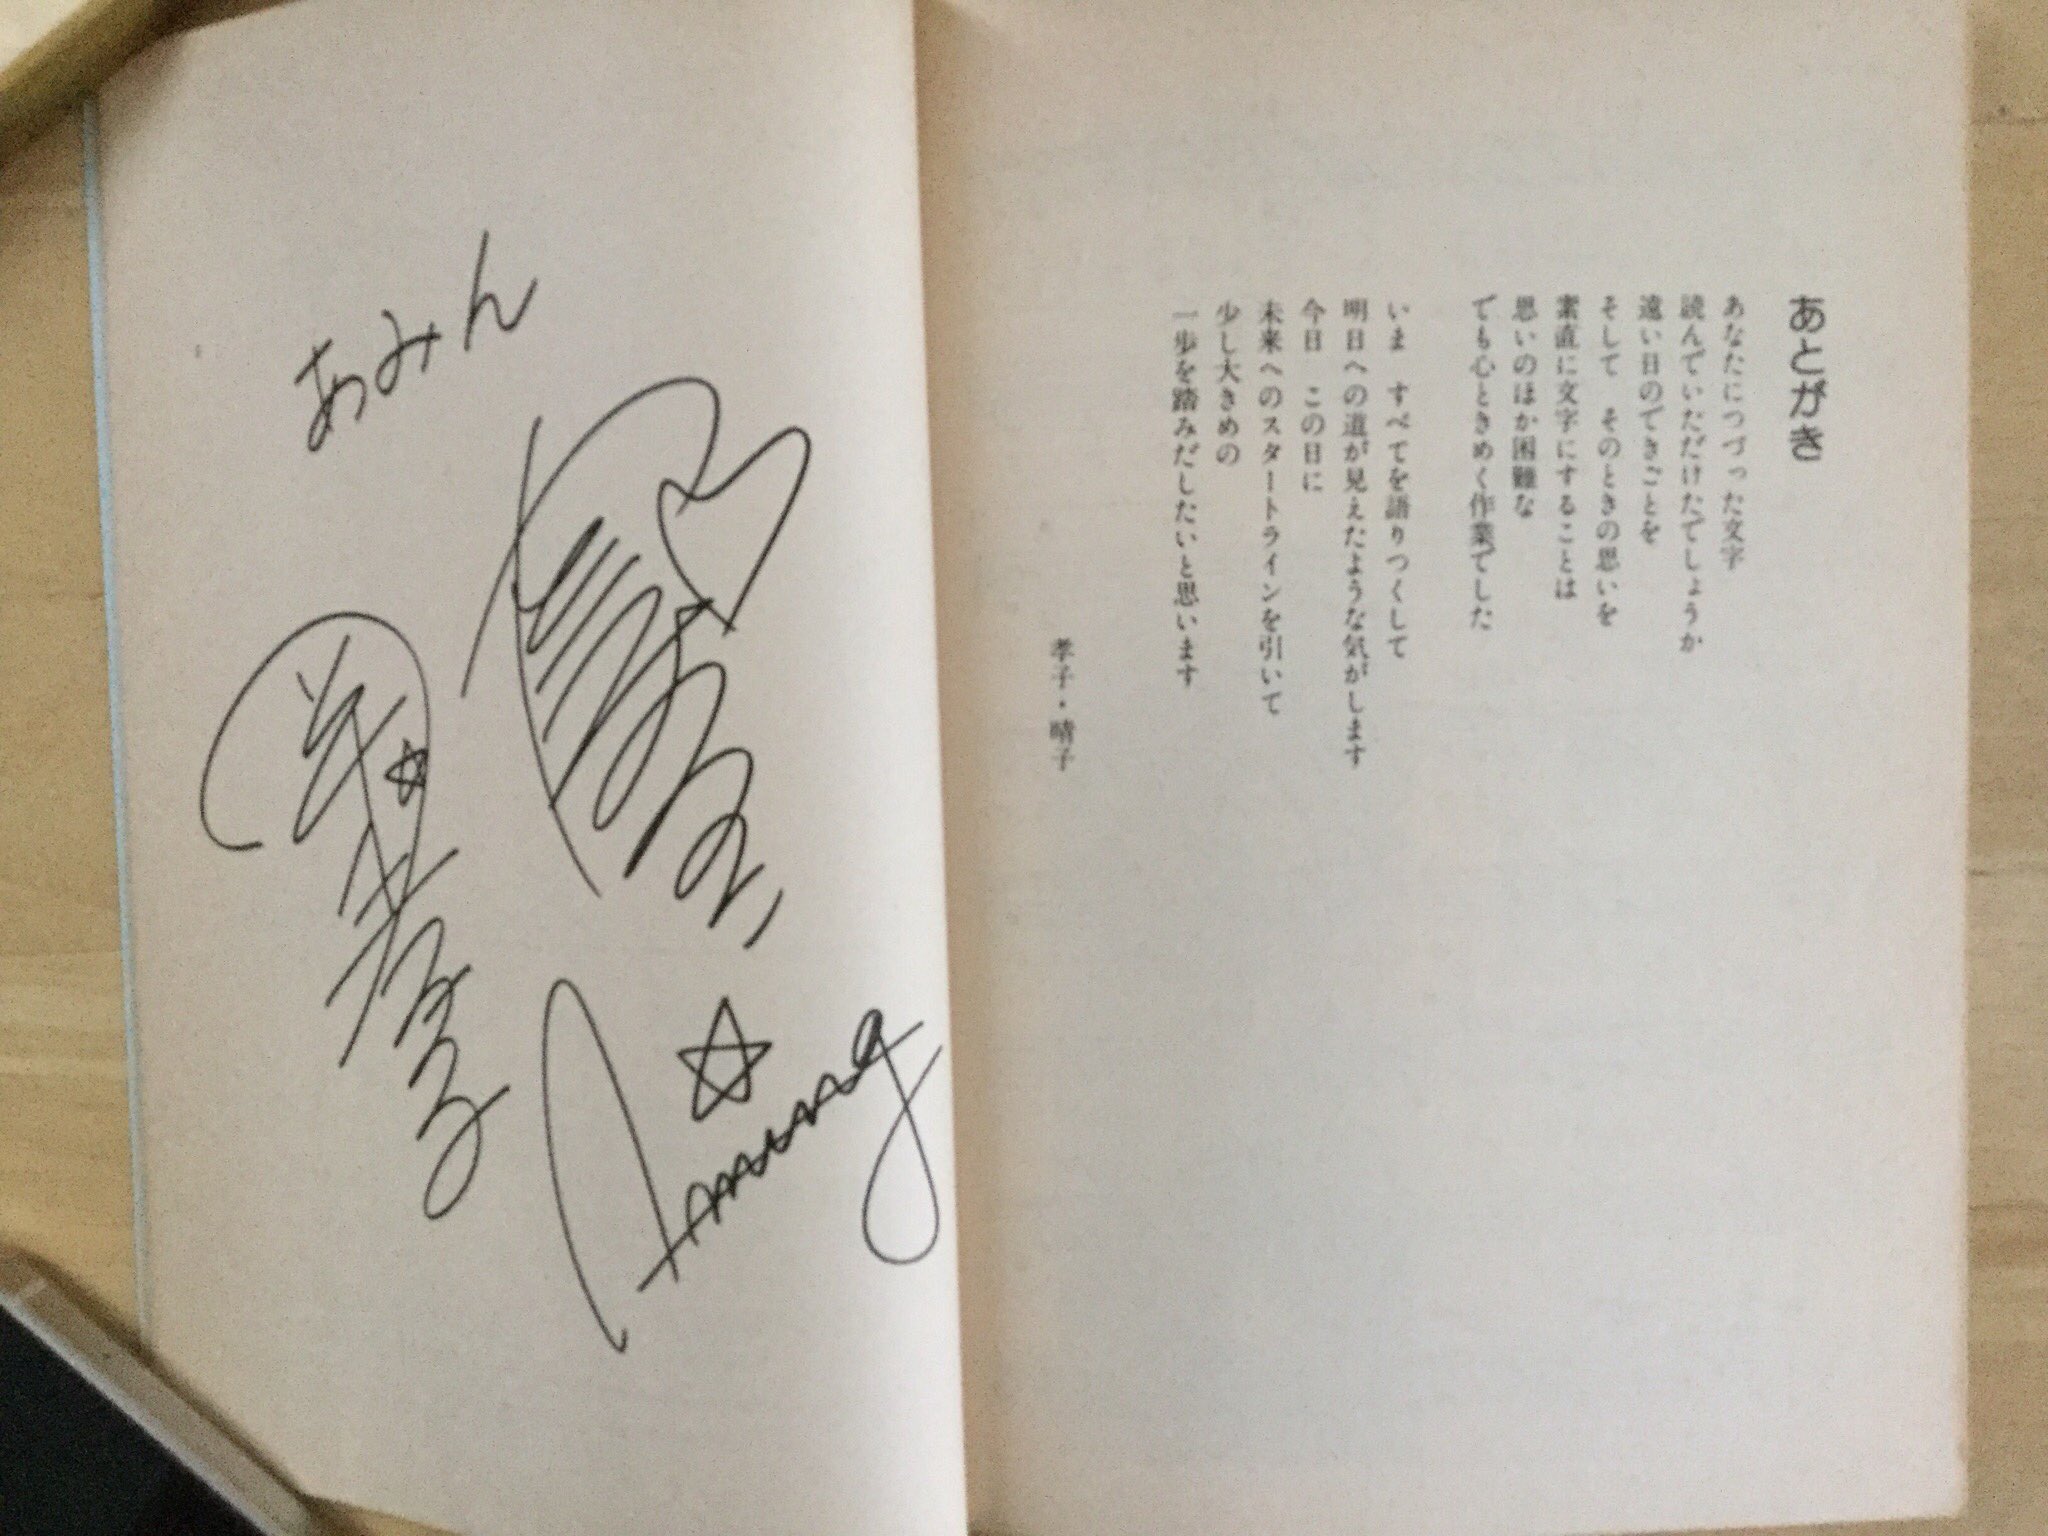 あとがき
あなたにつづった文字
読んでいただけたでしょうか
遠い日のできごとを
そして　そのときの思いを
素直に文字にすることは
思いのほか困難な
でも心ときめく作業でした
いま　すべてを語りつくして
明日への道が見えたような気がします
今日　この日に
未来へのスタートラインを引いて
少し大きめの
一歩を踏みだしたいと思います
孝子・晴子
あみん